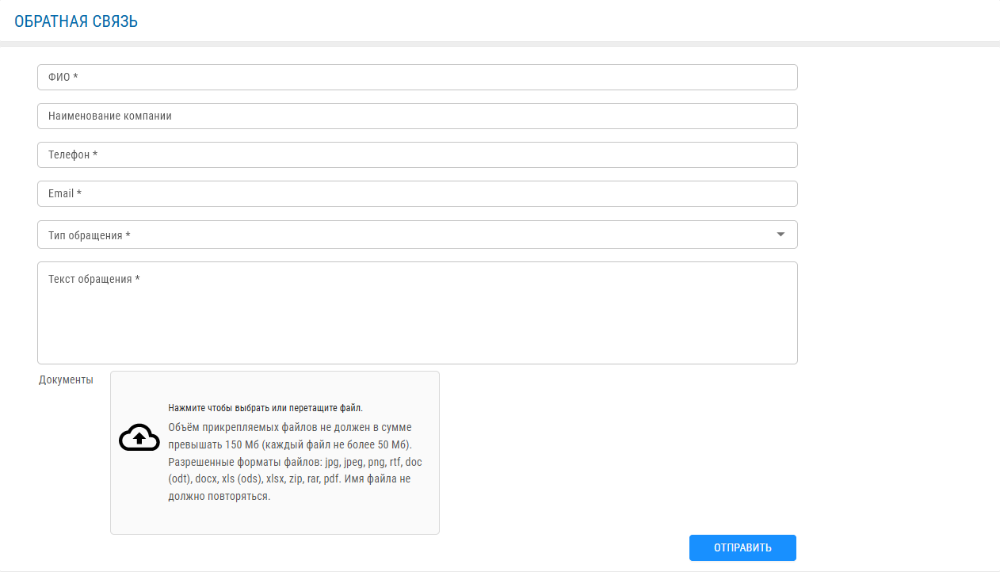 ОБРАТНАЯ СВЯЗЬ
ФИО *
Наименование компании
Телефон *
Email *
Тип обращения *
Текст обращения *
Документы
Нажмите чтобы выбрать или перетащите файл.
Объём прикрепляемых файлов не должен в сумме
превышать 150 Мб (каждый файл не более 50 Мб).
Разрешенные форматы файлов: jpg, jpeg, png, rtf, doc
(odt), docx, xls (ods), xlsx, zip, rar, pdf. Имя файла не
должно повторяться.
ОТПРАВИТЬ